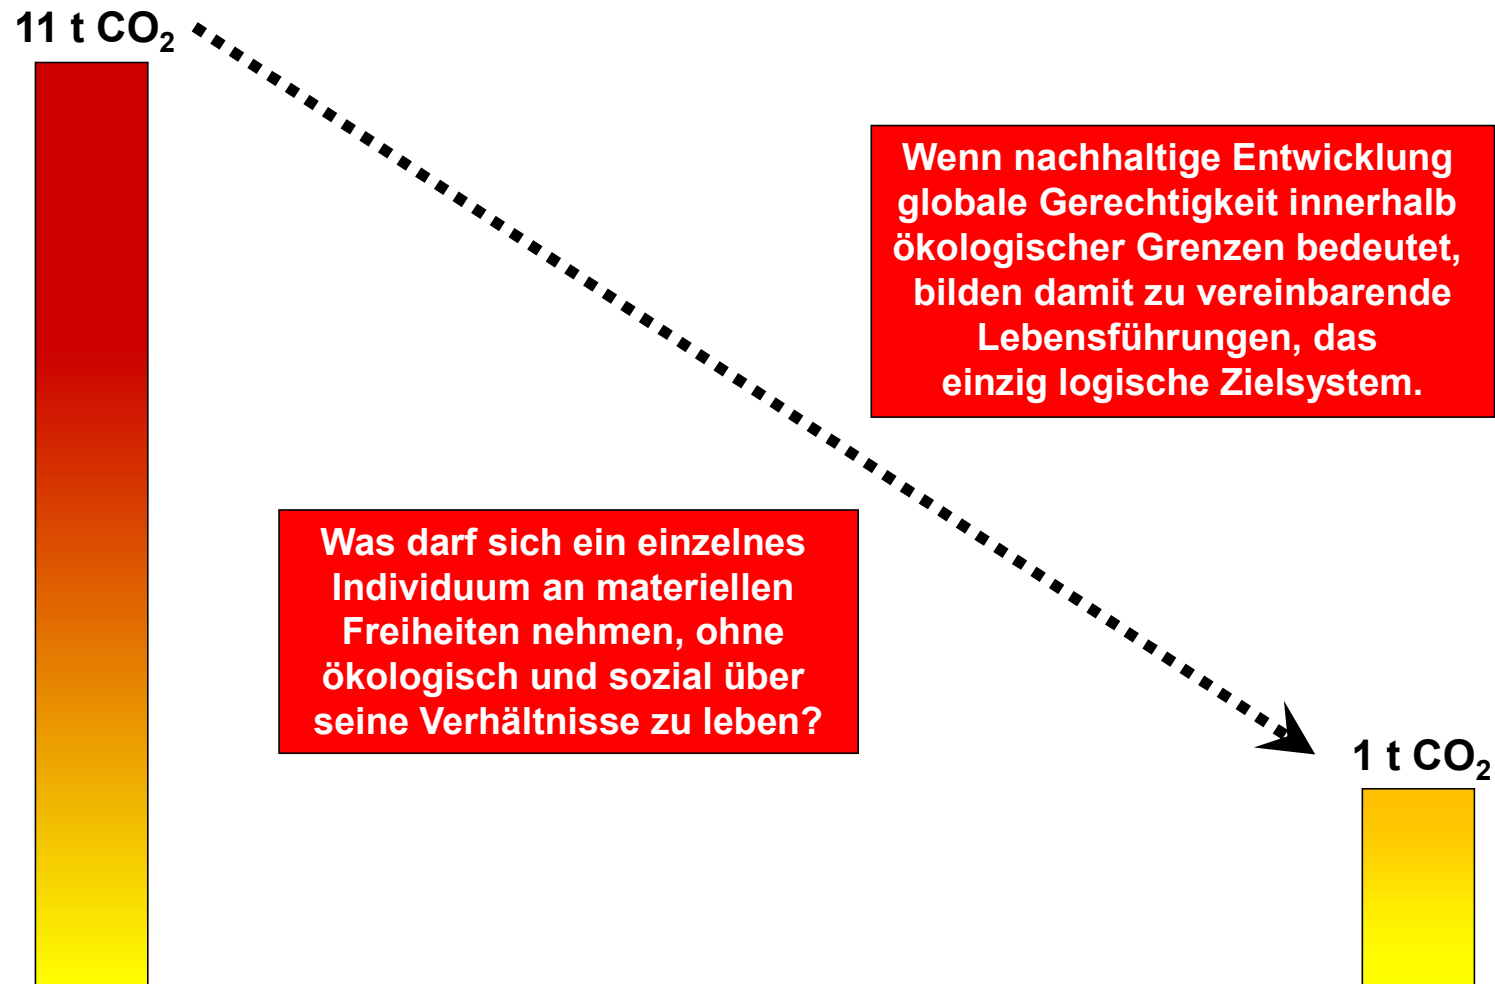 11 t CO₂
Wenn nachhaltige Entwicklung
globale Gerechtigkeit innerhalb
ökologischer Grenzen bedeutet,
bilden damit zu vereinbarende
Lebensführungen, das
einzig logische Zielsystem.
Was darf sich ein einzelnes
Individuum an materiellen
Freiheiten nehmen, ohne
ökologisch und sozial über
seine Verhältnisse zu leben?
1 t CO₂